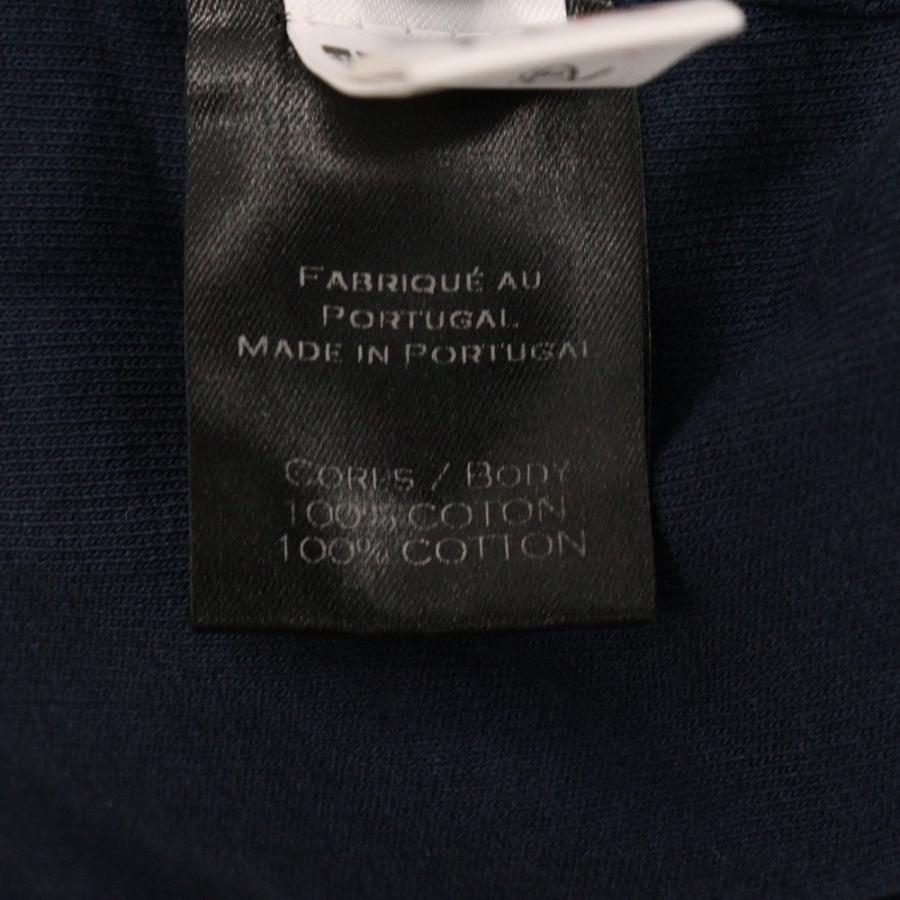 FABRIQUÉ AU
PORTUGAL
MADE IN PORTUGAL
CORPS / BODY
100% COTON
100% COTTON